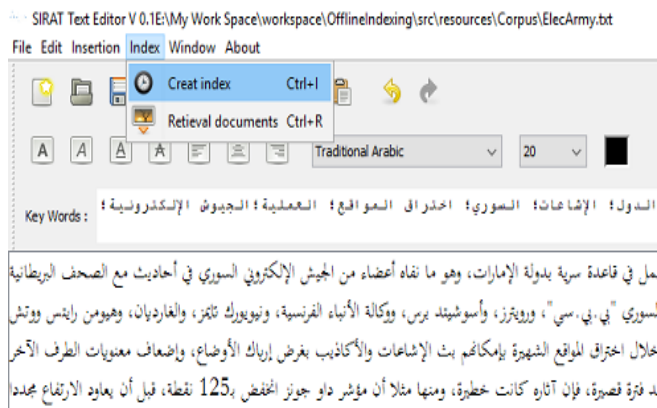 SIRAT Text Editor V 0.1E:\My Work Space\workspace\OfflineIndexing\src\resources\Corpus\ElecArmy.txt
File Edit Insertion Index Window About
Creat index Ctrl+I
Retieval documents Ctrl+R
A A A A Traditional Arabic 20
Key Words : الدول؛ الإشاعات؛ السوري؛ اختراق المواقع؛ العملية؛الجيوش الإلكترونية؛
مل في قاعدة سرية بدولة الإمارات، وهو ما نفاه أعضاء من الجيش الإلكتروني السوري في أحاديث مع الصحف البريطانية
لسوري "بي.بي.سي"، ورويترز، وأسوشيتد برس، ووكالة الأنباء الفرنسية، ونيويورك تايمز، والغارديان، وهيومن رايتس ووتش
خلال اختراق المواقع الشهيرة بإمكانهم بث الإشاعات والأكاذيب بغرض إرباك الأوضاع، وإضعاف معنويات الطرف الآخر
د فترة قصيرة، فإن آثاره كانت خطيرة، ومنها مثلا أن مؤشر داو جونز انخفض بـ125 نقطة، قبل أن يعاود الارتفاع مجددا